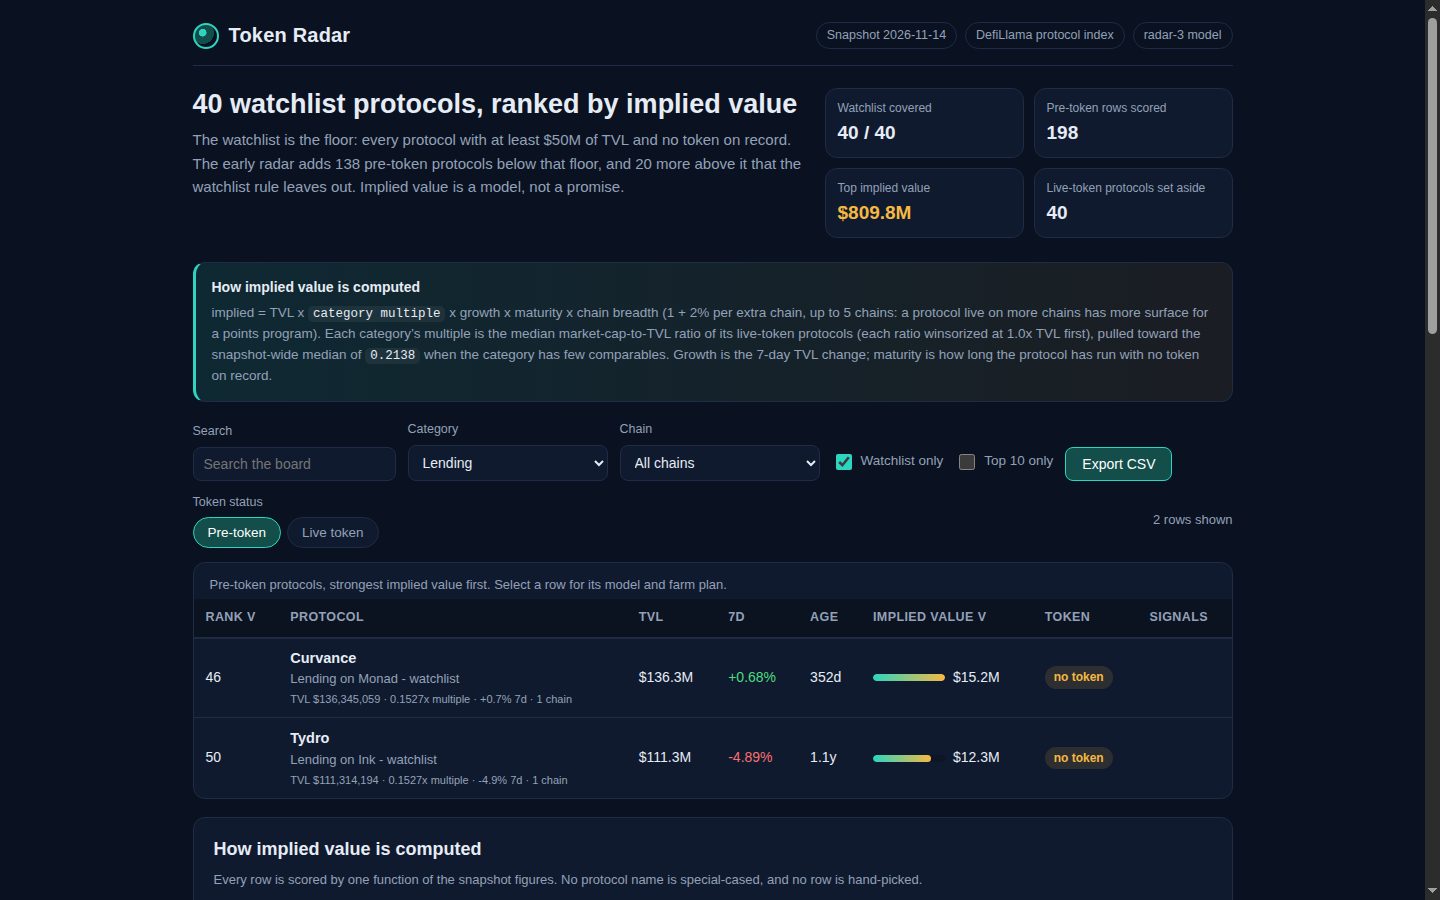 Token Radar
Snapshot 2026-11-14
DefiLlama protocol index
radar-3 model
40 watchlist protocols, ranked by implied value
The watchlist is the floor: every protocol with at least $50M of TVL and no token on record.
The early radar adds 138 pre-token protocols below that floor, and 20 more above it that the
watchlist rule leaves out. Implied value is a model, not a promise.
Watchlist covered
40 / 40
Pre-token rows scored
198
Top implied value
$809.8M
Live-token protocols set aside
40
How implied value is computed
implied = TVL x category multiple x growth x maturity x chain breadth (1 + 2% per extra chain, up to 5 chains: a protocol live on more chains has more surface for
a points program). Each category's multiple is the median market-cap-to-TVL ratio of its live-token protocols (each ratio winsorized at 1.0x TVL first), pulled toward the
snapshot-wide median of 0.2138 when the category has few comparables. Growth is the 7-day TVL change; maturity is how long the protocol has run with no token
on record.
Search
Category
Chain
Search the board
Lending
All chains
Watchlist only
Top 10 only
Export CSV
Token status
Pre-token
Live token
2 rows shown
Pre-token protocols, strongest implied value first. Select a row for its model and farm plan.
RANK V PROTOCOL TVL 7D AGE IMPLIED VALUE V TOKEN SIGNALS
46
Curvance
Lending on Monad - watchlist
TVL $136,345,059 · 0.1527x multiple · +0.7% 7d · 1 chain
$136.3M
+0.68%
352d
$15.2M
no token
50
Tydro
Lending on Ink - watchlist
TVL $111,314,194 · 0.1527x multiple · -4.9% 7d · 1 chain
$111.3M
-4.89%
1.1y
$12.3M
no token
How implied value is computed
Every row is scored by one function of the snapshot figures. No protocol name is special-cased, and no row is hand-picked.